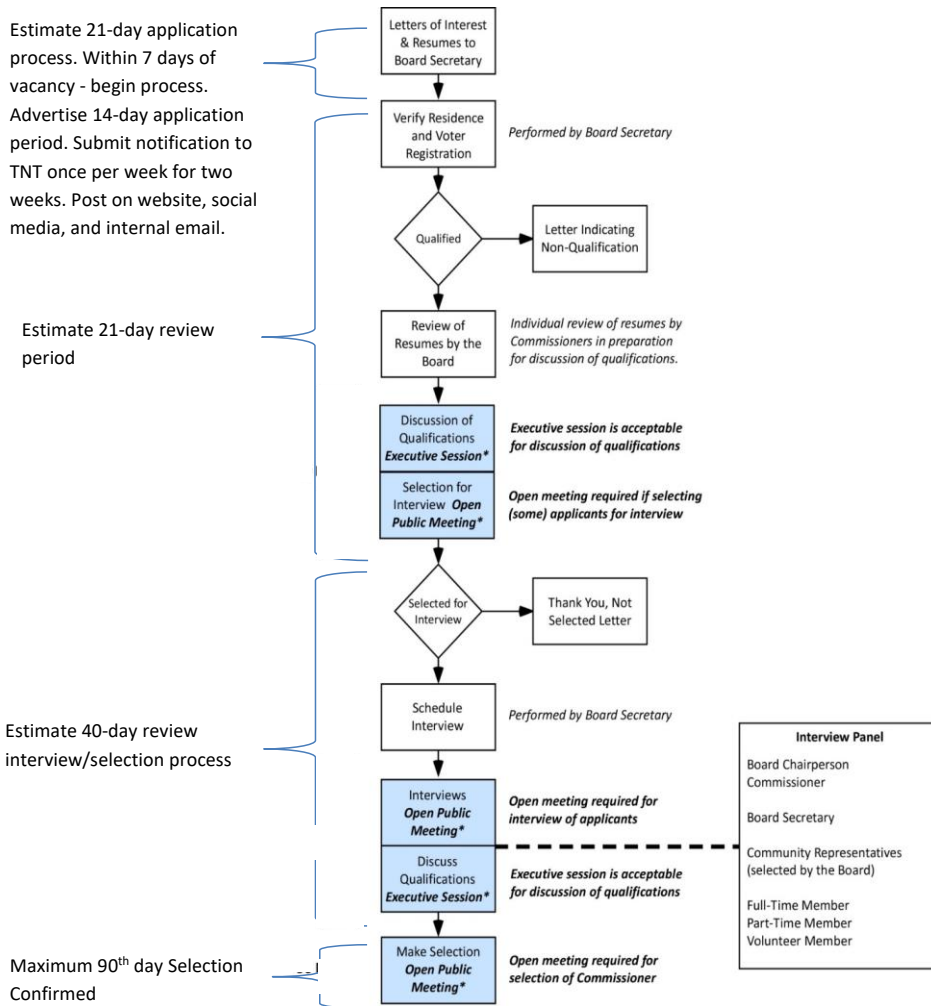 Estimate 21-day application
process. Within 7 days of
vacancy - begin process.
Advertise 14-day application
period. Submit notification to
TNT once per week for two
weeks. Post on website, social
media, and internal email.
Letters of Interest
& Resumes to
Board Secretary
Verify Residence
and Voter
Registration
Performed by Board Secretary
Qualified
Letter Indicating
Non-Qualification
Estimate 21-day review
period
Review of
Resumes by the
Board
Individual review of resumes by
Commissioners in preparation
for discussion of qualifications.
Discussion of
Qualifications
Executive Session*
Executive session is acceptable
for discussion of qualifications
Selection for
Interview Open
Public Meeting*
Open meeting required if selecting
(some) applicants for interview
Selected for
Interview
Thank You, Not
Selected Letter
Estimate 40-day review
interview/selection process
Schedule
Interview
Performed by Board Secretary
Interviews
Open Public
Meeting*
Open meeting required for
interview of applicants
Discuss
Qualifications
Executive Session*
Executive session is acceptable
for discussion of qualifications
Interview Panel
Board Chairperson
Commissioner
Board Secretary
Community Representatives
(selected by the Board)
Full-Time Member
Part-Time Member
Volunteer Member
Maximum 90th day Selection
Confirmed
Make Selection
Open Public
Meeting*
Open meeting required for
selection of Commissioner